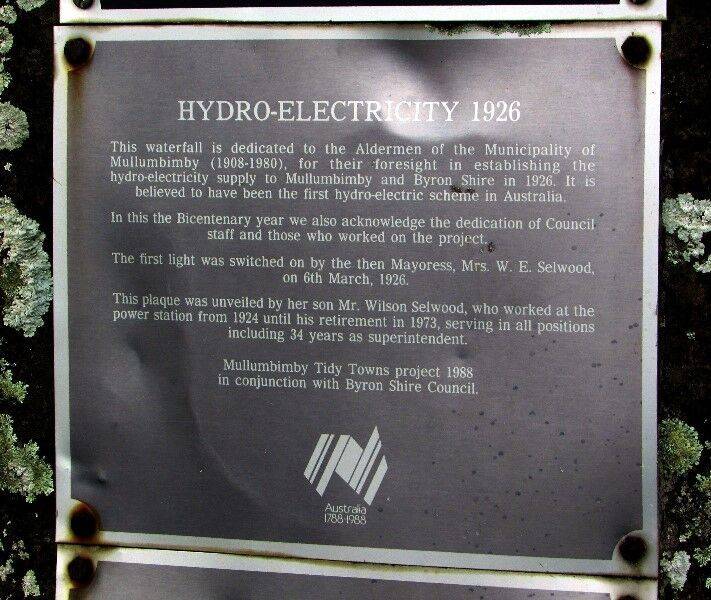 HYDRO-ELECTRICITY 1926
This waterfall is dedicated to the Aldermen of the Municipality of
Mullumbimby (1908-1980), for their foresight in establishing the
hydro-electricity supply to Mullumbimby and Byron Shire in 1926. It is
believed to have been the first hydro-electric scheme in Australia.
In this the Bicentenary year we also acknowledge the dedication of Council
staff and those who worked on the project.
The first light was switched on by the then Mayoress, Mrs. W. E. Selwood,
on 6th March, 1926.
This plaque was unveiled by her son Mr. Wilson Selwood, who worked at the
power station from 1924 until his retirement in 1973, serving in all positions
including 34 years as superintendent.
Mullumbimby Tidy Towns project 1988
in conjunction with Byron Shire Council.
Australia
1788-1988